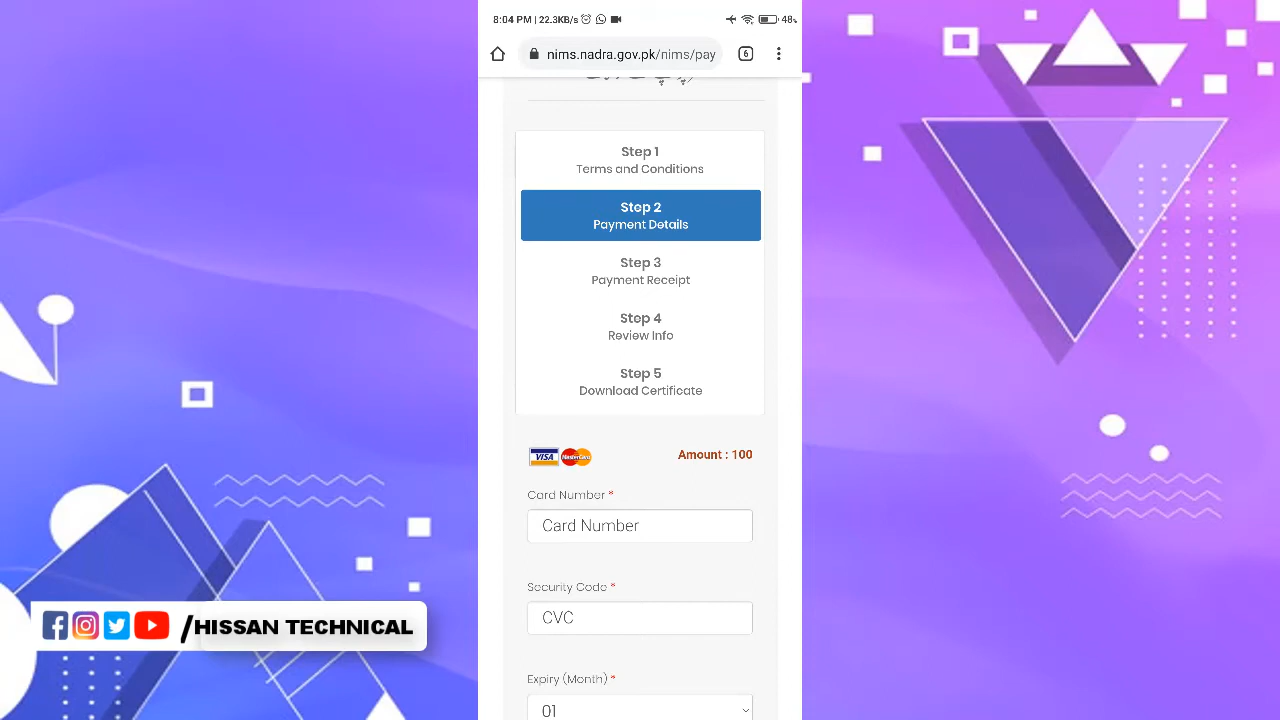 8:04 PM | 22.3KB/s
48%
nims.nadra.gov.pk/nims/pay
6
Step 1
Terms and Conditions
Step 2
Payment Details
Step 3
Payment Receipt
Step 4
Review Info
Step 5
Download Certificate
VISA MasterCard
Amount : 100
Card Number *
Card Number
Security Code *
CVC
Expiry (Month) *
01
/HISSAN TECHNICAL